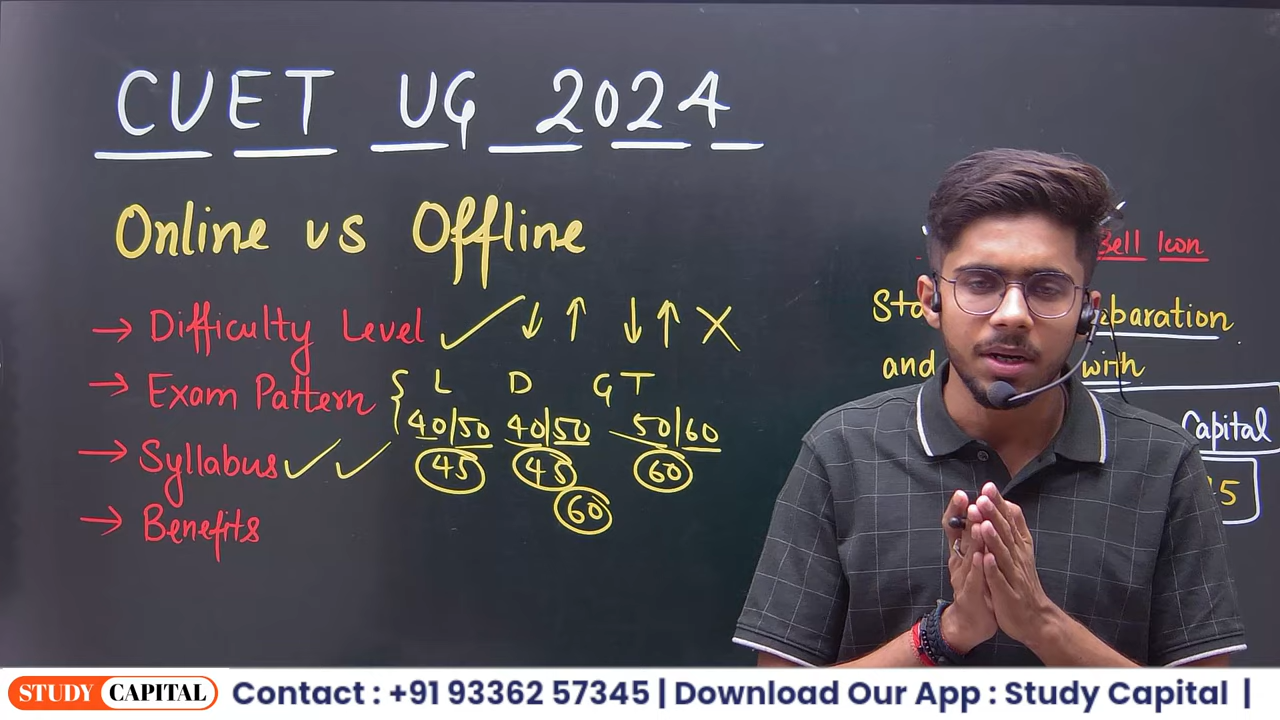 CUET UG 2024
Online vs Offline
→ Difficulty Level ✓ ↓ ↑ ↓ ↑ X
→ Exam Pattern { L D GT
40/50 40/50 50/60
→ Syllabus ✓ ✓ 45 45 60
60
→ Benefits
Bell Icon
and with
Capital
STUDY CAPITAL Contact : +91 93362 57345 | Download Our App : Study Capital |